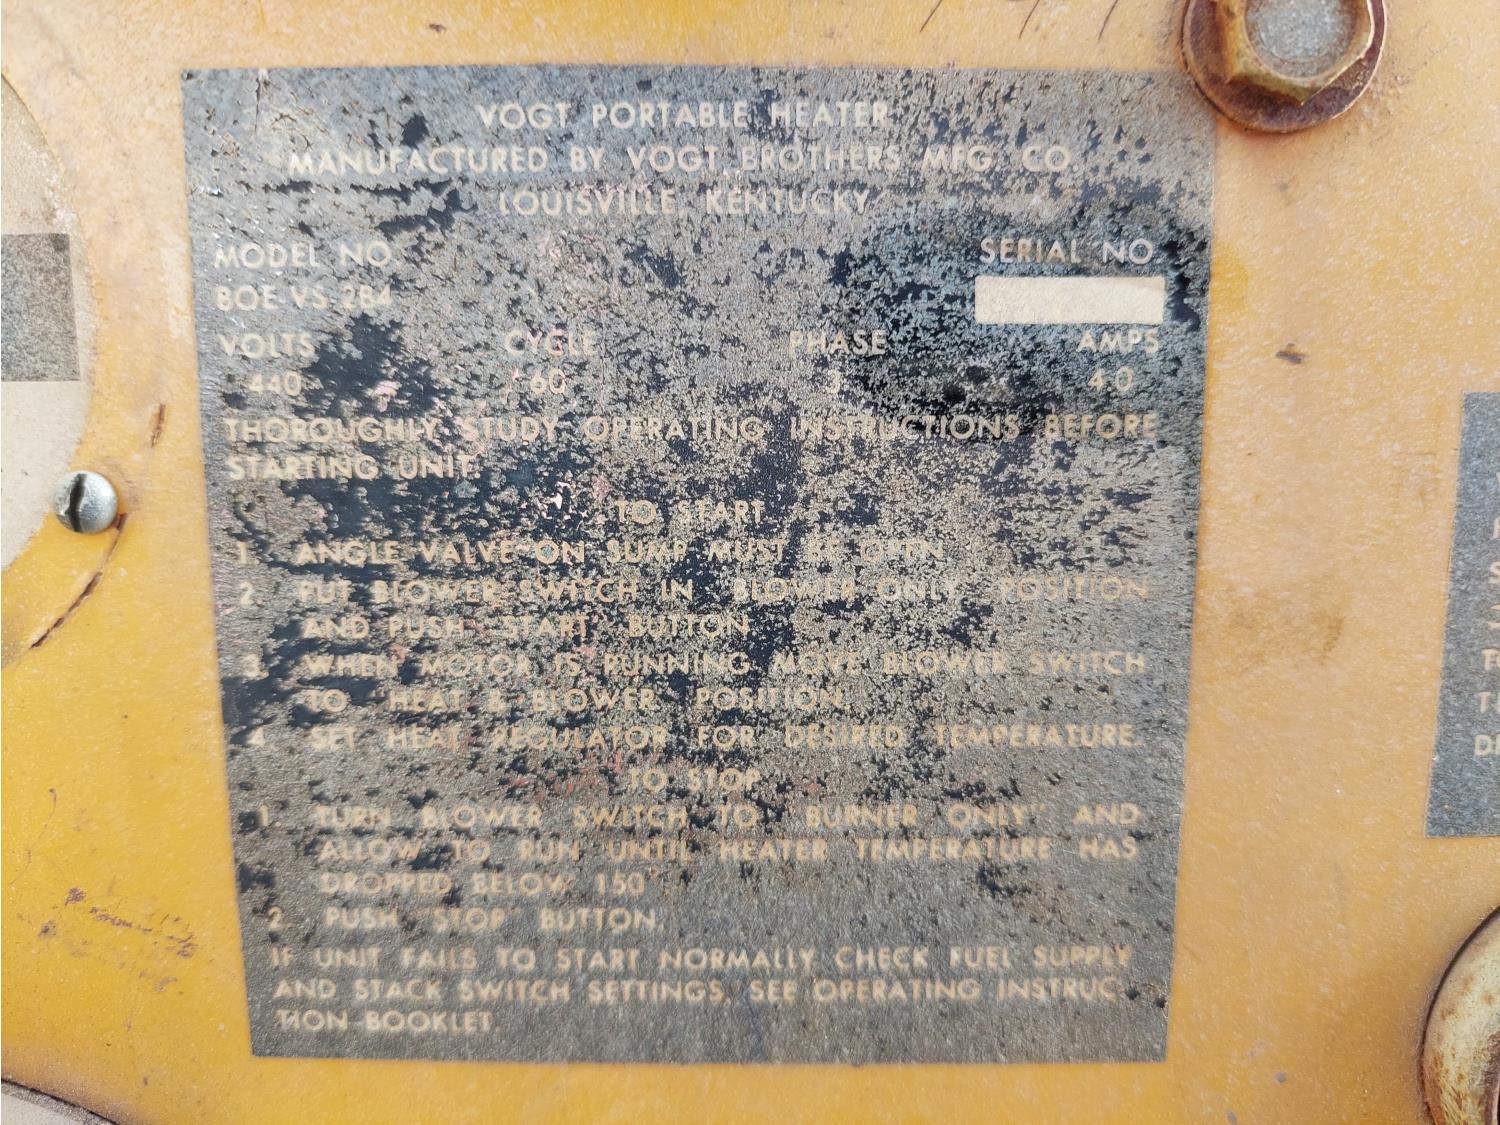 VOGT PORTABLE HEATER
MANUFACTURED BY VOGT BROTHERS MFG. CO.
LOUISVILLE, KENTUCKY
MODEL NO. SERIAL NO
BOE-VS-2B4
VOLTS CYCLE PHASE AMPS
440 60 3 4.0
THOROUGHLY STUDY OPERATING INSTRUCTIONS BEFORE
STARTING UNIT.
TO START
1. ANGLE VALVE ON SUMP MUST BE OPEN
2. PUT BLOWER SWITCH IN "BLOWER ONLY" POSITION
AND PUSH "START" BUTTON
3. WHEN MOTOR IS RUNNING MOVE BLOWER SWITCH
TO HEAT & BLOWER POSITION.
4. SET HEAT REGULATOR FOR DESIRED TEMPERATURE.
TO STOP
1. TURN BLOWER SWITCH TO "BURNER ONLY" AND
ALLOW TO RUN UNTIL HEATER TEMPERATURE HAS
DROPPED BELOW 150°.
2. PUSH "STOP" BUTTON.
IF UNIT FAILS TO START NORMALLY CHECK FUEL SUPPLY
AND STACK SWITCH SETTINGS. SEE OPERATING INSTRUC-
TION BOOKLET.